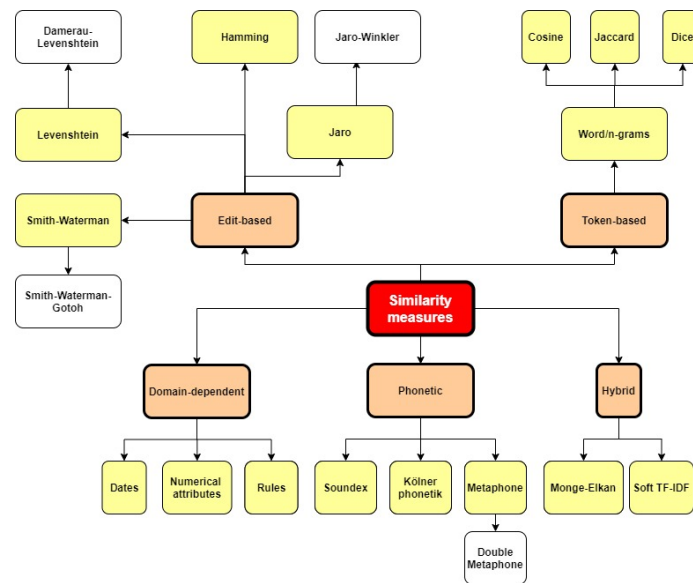 Damerau-
Levenshtein
Hamming
Jaro-Winkler
Cosine
Jaccard
Dice
Levenshtein
Jaro
Word/n-grams
Smith-Waterman
Edit-based
Token-based
Smith-Waterman-
Gotoh
Similarity
measures
Domain-dependent
Phonetic
Hybrid
Dates
Numerical
attributes
Rules
Soundex
Kölner
phonetik
Metaphone
Monge-Elkan
Soft TF-IDF
Double
Metaphone